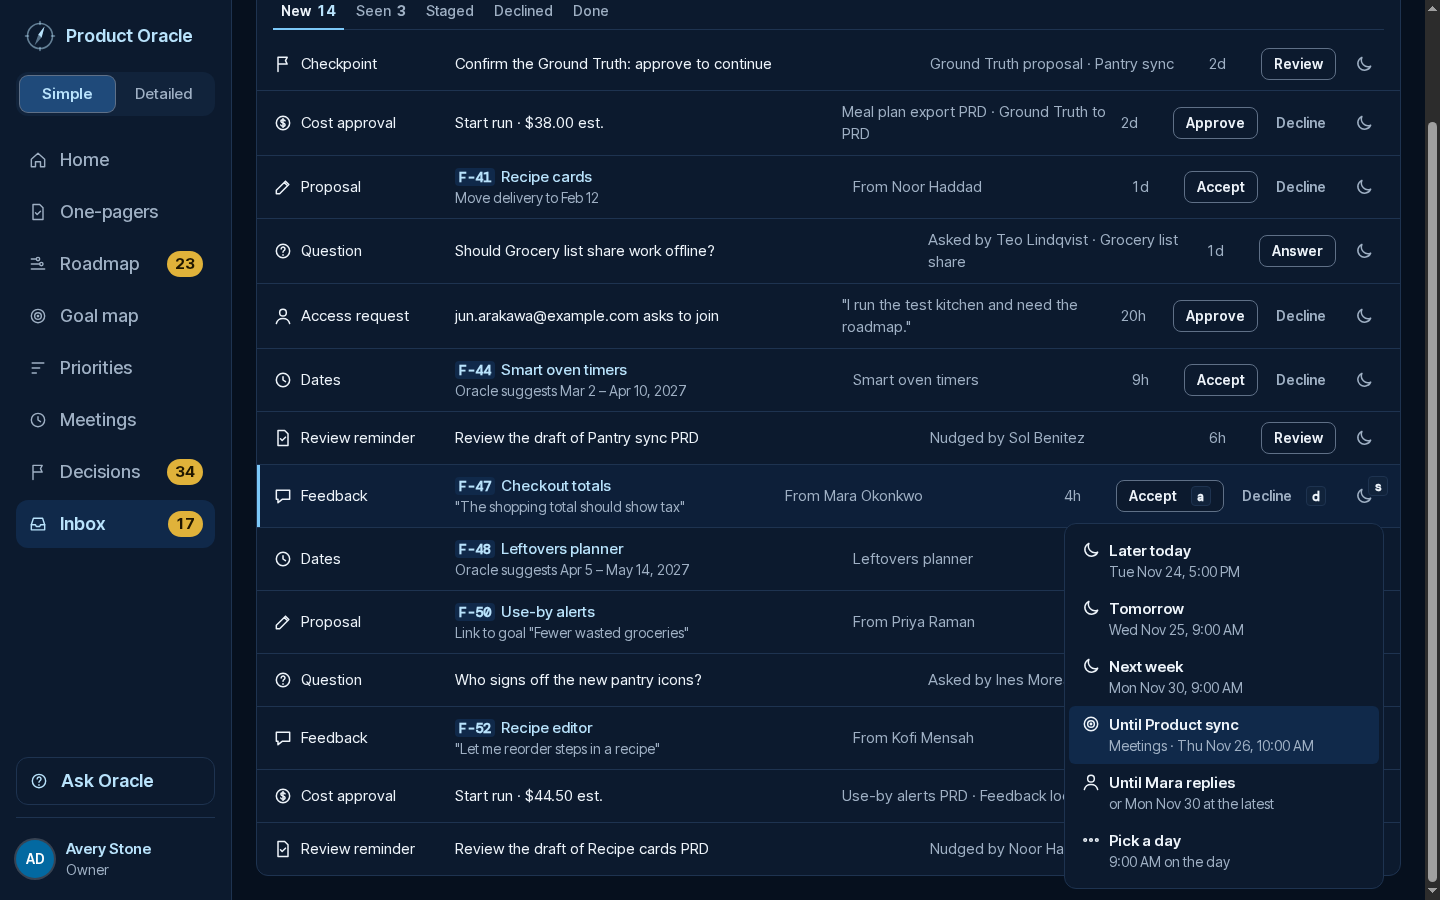 Product Oracle
Simple Detailed
Home
One-pagers
Roadmap 23
Goal map
Priorities
Meetings
Decisions 34
Inbox 17
Ask Oracle
AD Avery Stone
Owner
New 14 Seen 3 Staged Declined Done
Checkpoint Confirm the Ground Truth: approve to continue Ground Truth proposal · Pantry sync 2d Review
Cost approval Start run · $38.00 est. Meal plan export PRD · Ground Truth to
PRD 2d Approve Decline
Proposal F-41 Recipe cards
Move delivery to Feb 12 From Noor Haddad 1d Accept Decline
Question Should Grocery list share work offline? Asked by Teo Lindqvist · Grocery list
share 1d Answer
Access request jun.arakawa@example.com asks to join "I run the test kitchen and need the
roadmap." 20h Approve Decline
Dates F-44 Smart oven timers
Oracle suggests Mar 2 – Apr 10, 2027 Smart oven timers 9h Accept Decline
Review reminder Review the draft of Pantry sync PRD Nudged by Sol Benitez 6h Review
Feedback F-47 Checkout totals
"The shopping total should show tax" From Mara Okonkwo 4h Accept a Decline d s
Dates F-48 Leftovers planner
Oracle suggests Apr 5 – May 14, 2027 Leftovers planner
Proposal F-50 Use-by alerts
Link to goal "Fewer wasted groceries" From Priya Raman
Question Who signs off the new pantry icons? Asked by Ines More
Feedback F-52 Recipe editor
"Let me reorder steps in a recipe" From Kofi Mensah
Cost approval Start run · $44.50 est. Use-by alerts PRD · Feedback
Review reminder Review the draft of Recipe cards PRD Nudged by Noor Ha
Later today
Tue Nov 24, 5:00 PM
Tomorrow
Wed Nov 25, 9:00 AM
Next week
Mon Nov 30, 9:00 AM
Until Product sync
Meetings · Thu Nov 26, 10:00 AM
Until Mara replies
or Mon Nov 30 at the latest
Pick a day
9:00 AM on the day